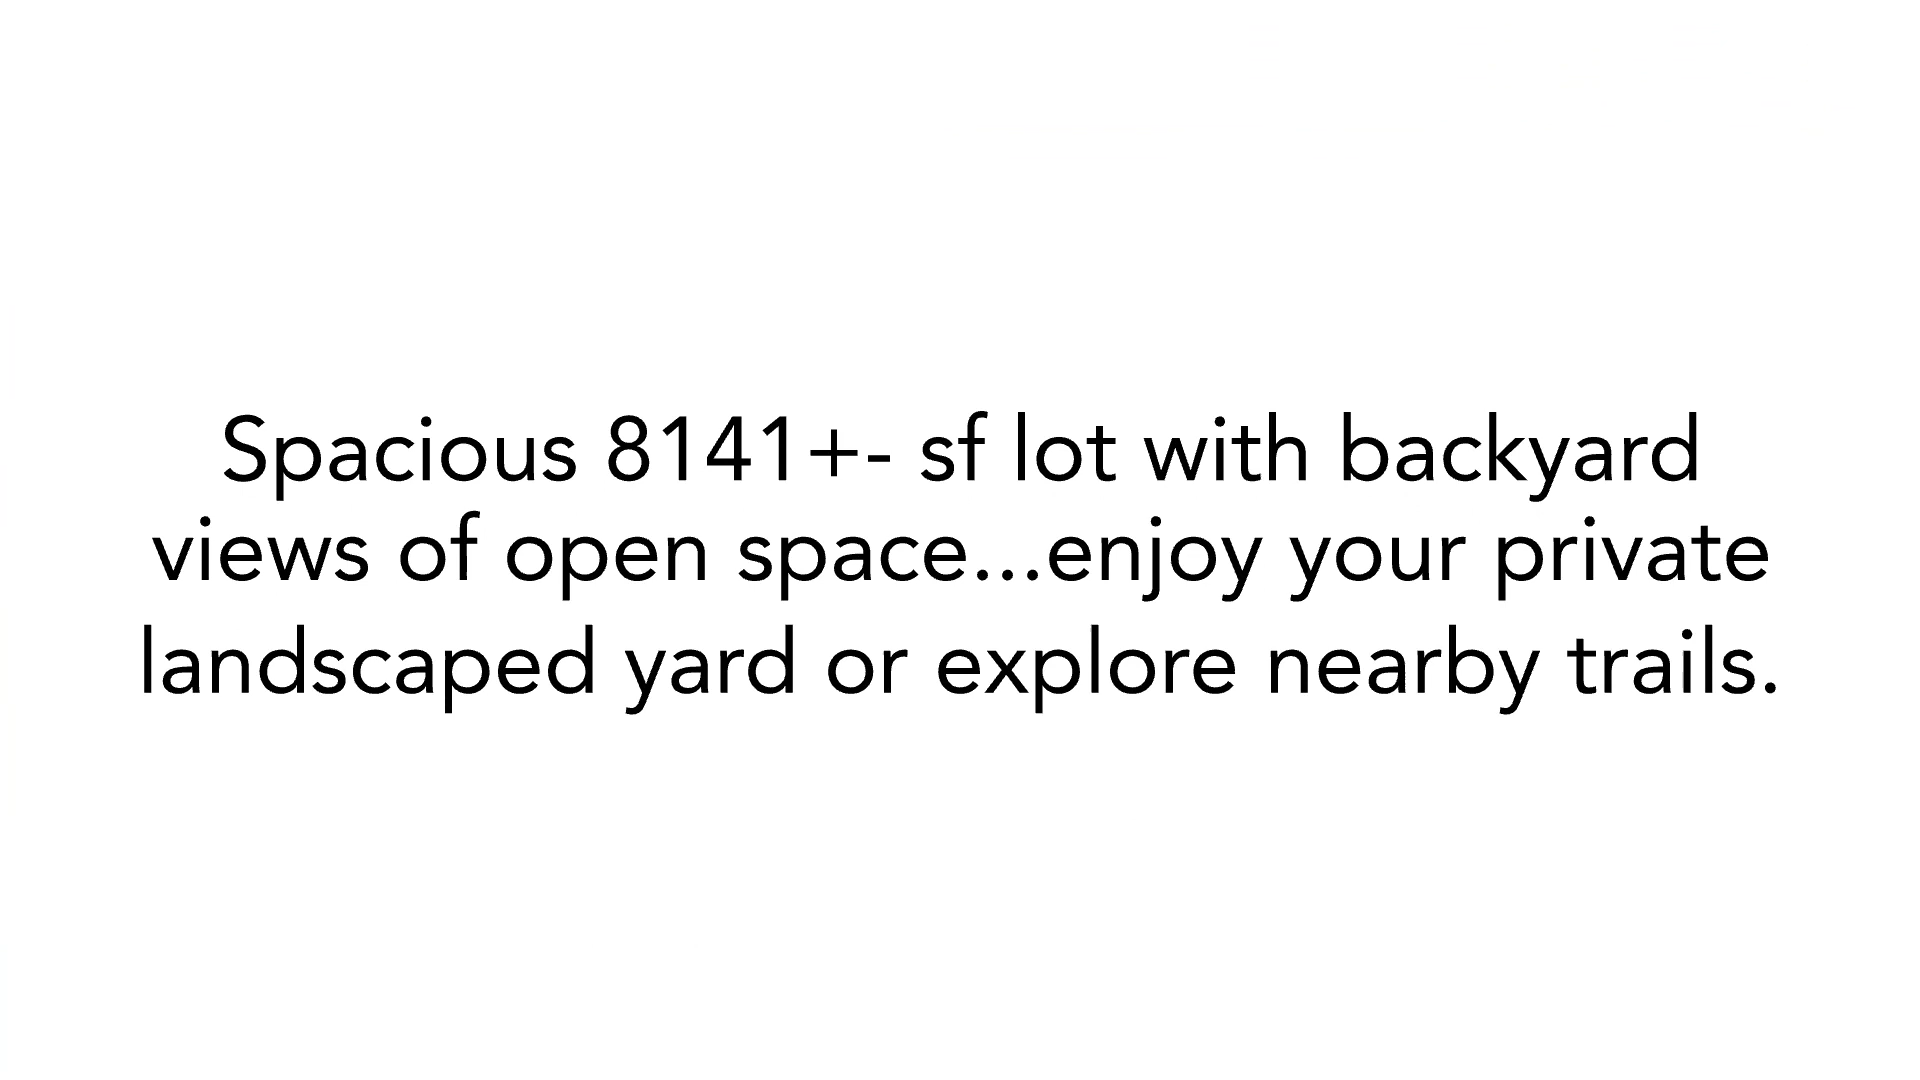 Spacious 8141+- sf lot with backyard
views of open space...enjoy your private
landscaped yard or explore nearby trails.